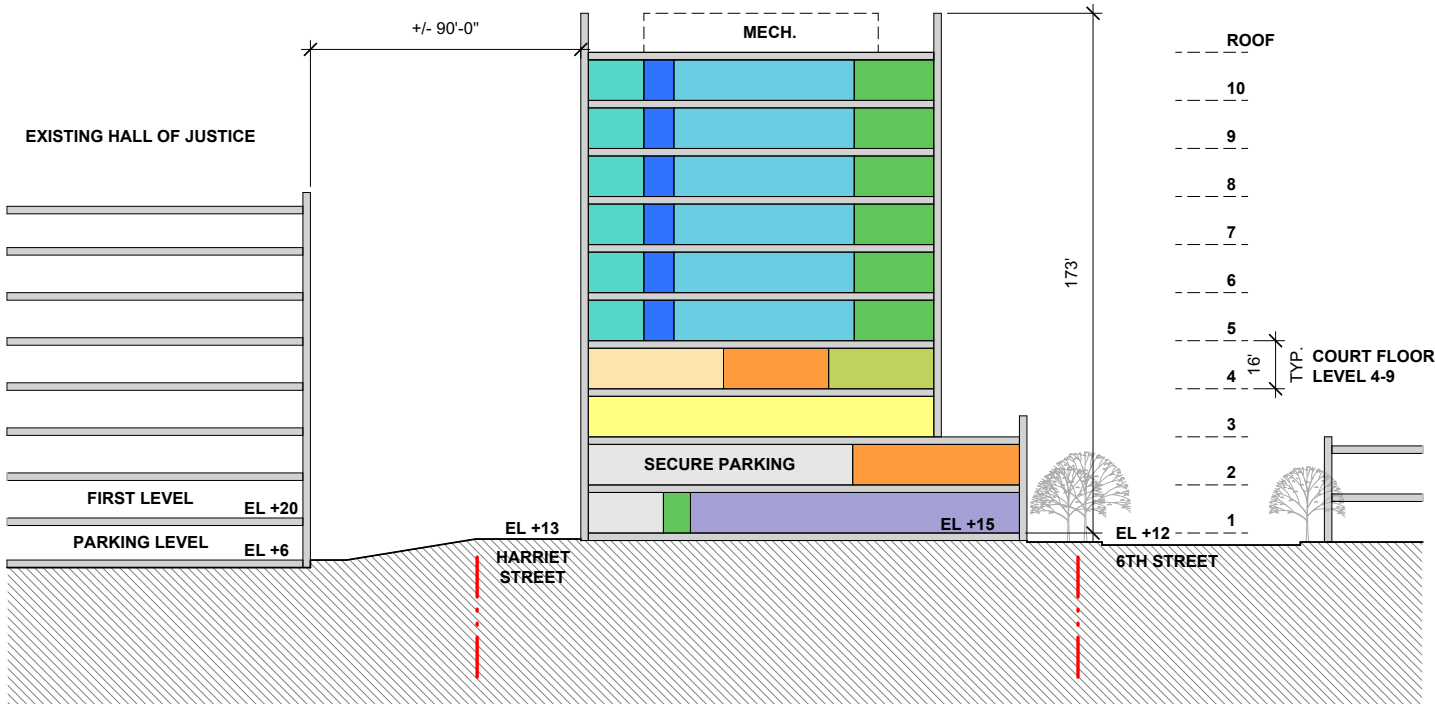 +/- 90'-0"
MECH.
ROOF
10
EXISTING HALL OF JUSTICE
9
8
7
173'
6
5
16'
TYP.
COURT FLOOR
LEVEL 4-9
4
3
SECURE PARKING
2
FIRST LEVEL
EL +20
EL +13
EL +15
1
EL +12
PARKING LEVEL
EL +6
HARRIET
STREET
6TH STREET